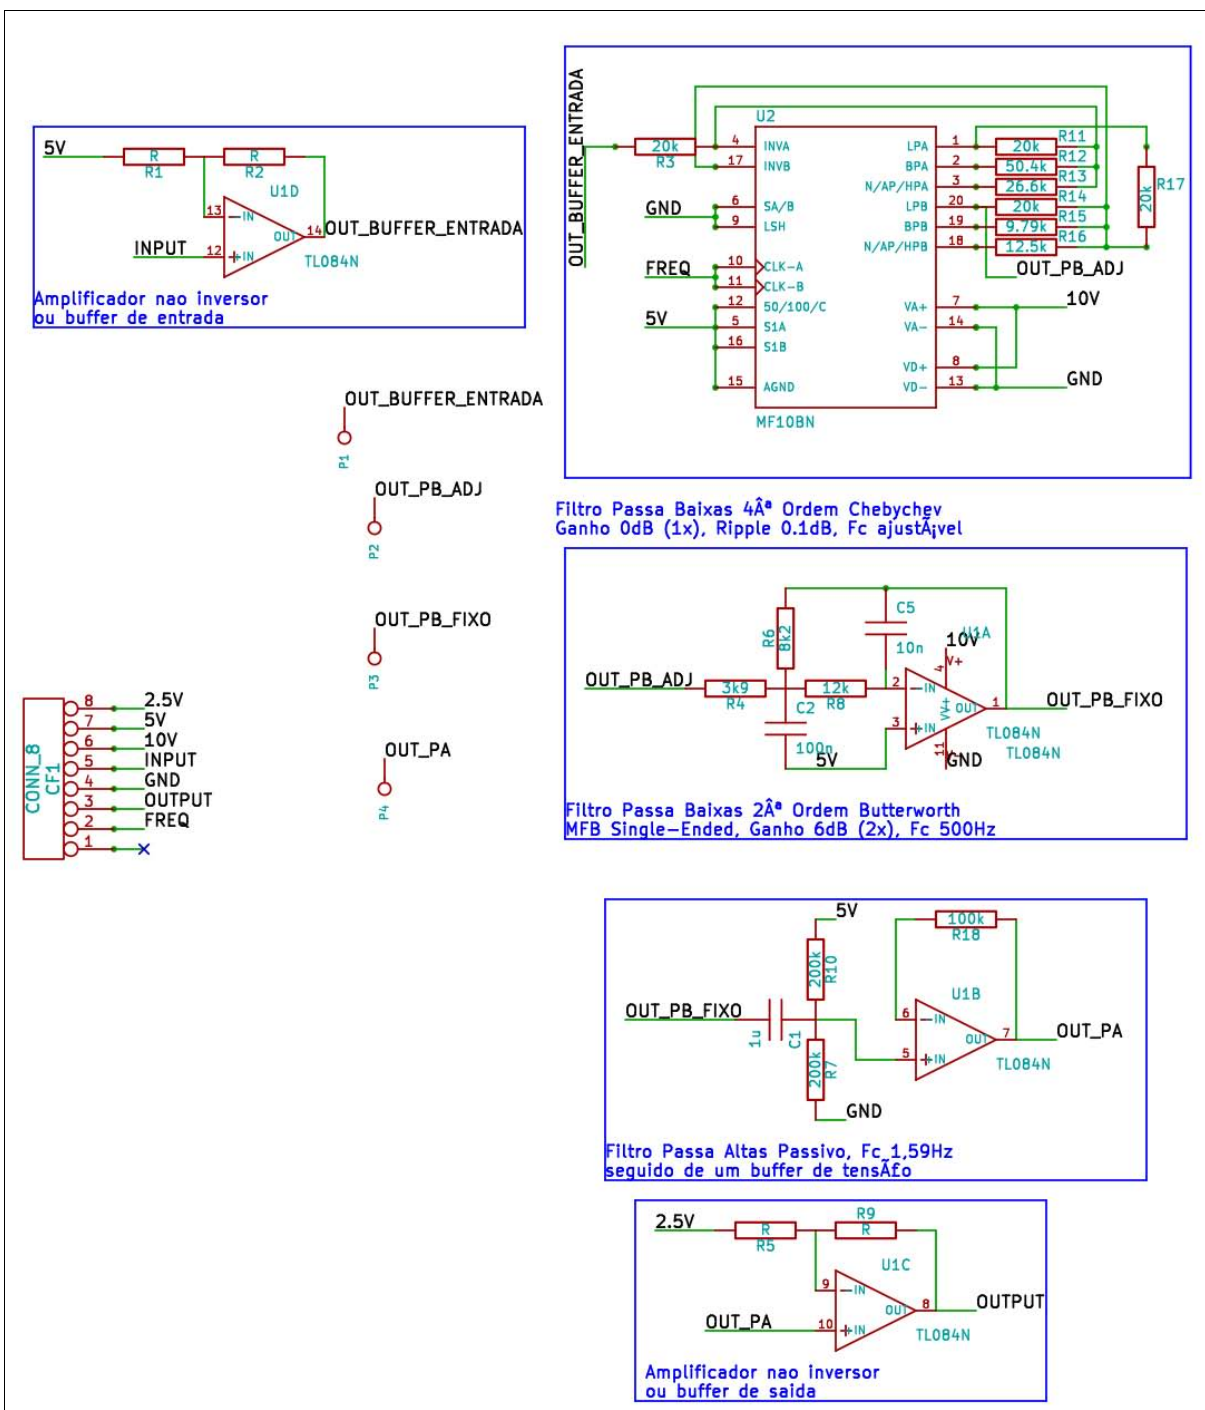 5V
R
R1
R
R2
U1D
13
-IN
OUT
14
OUT_BUFFER_ENTRADA
INPUT
12
+IN
TL084N
Amplificador nao inversor
ou buffer de entrada
OUT_BUFFER_ENTRADA
P1
OUT_PB_ADJ
P2
OUT_PB_FIXO
P3
OUT_PA
P4
CONN_8
CF1
8 2.5V
7 5V
6 10V
5 INPUT
4 GND
3 OUTPUT
2 FREQ
1
OUT_BUFFER_ENTRADA
20k
R3
U2
4 INVA
17 INVB
GND
6 SA/B
9 LSH
FREQ
10 CLK-A
11 CLK-B
12 50/100/C
5V
5 S1A
16 S1B
15 AGND
MF10BN
LPA 1 20k R11
BPA 2 50.4k R12
N/AP/HPA 3 26.6k R13
LPB 20 20k R14
BPB 19 9.79k R15
N/AP/HPB 18 12.5k R16
20k
R17
OUT_PB_ADJ
VA+ 7 10V
VA- 14
VD+ 8
VD- 13 GND
Filtro Passa Baixas 4Âª Ordem Chebychev
Ganho 0dB (1x), Ripple 0.1dB, Fc ajustÃ¡vel
C5
10n
R6
8k2
OUT_PB_ADJ
3k9
R4
12k
R8
C2
100n
5V
U1A
10V
4
V+
2
-IN
3
+IN
OUT
1
11
GND
OUT_PB_FIXO
TL084N
TL084N
Filtro Passa Baixas 2Âª Ordem Butterworth
MFB Single-Ended, Ganho 6dB (2x), Fc 500Hz
5V
200k
R10
OUT_PB_FIXO
1u
C1
200k
R7
GND
100k
R18
U1B
6
-IN
5
+IN
OUT
7
OUT_PA
TL084N
Filtro Passa Altas Passivo, Fc 1,59Hz
seguido de um buffer de tensÃ£o
2.5V
R
R5
R9
R
U1C
9
-IN
OUT
8
OUTPUT
OUT_PA
10
+IN
TL084N
Amplificador nao inversor
ou buffer de saida